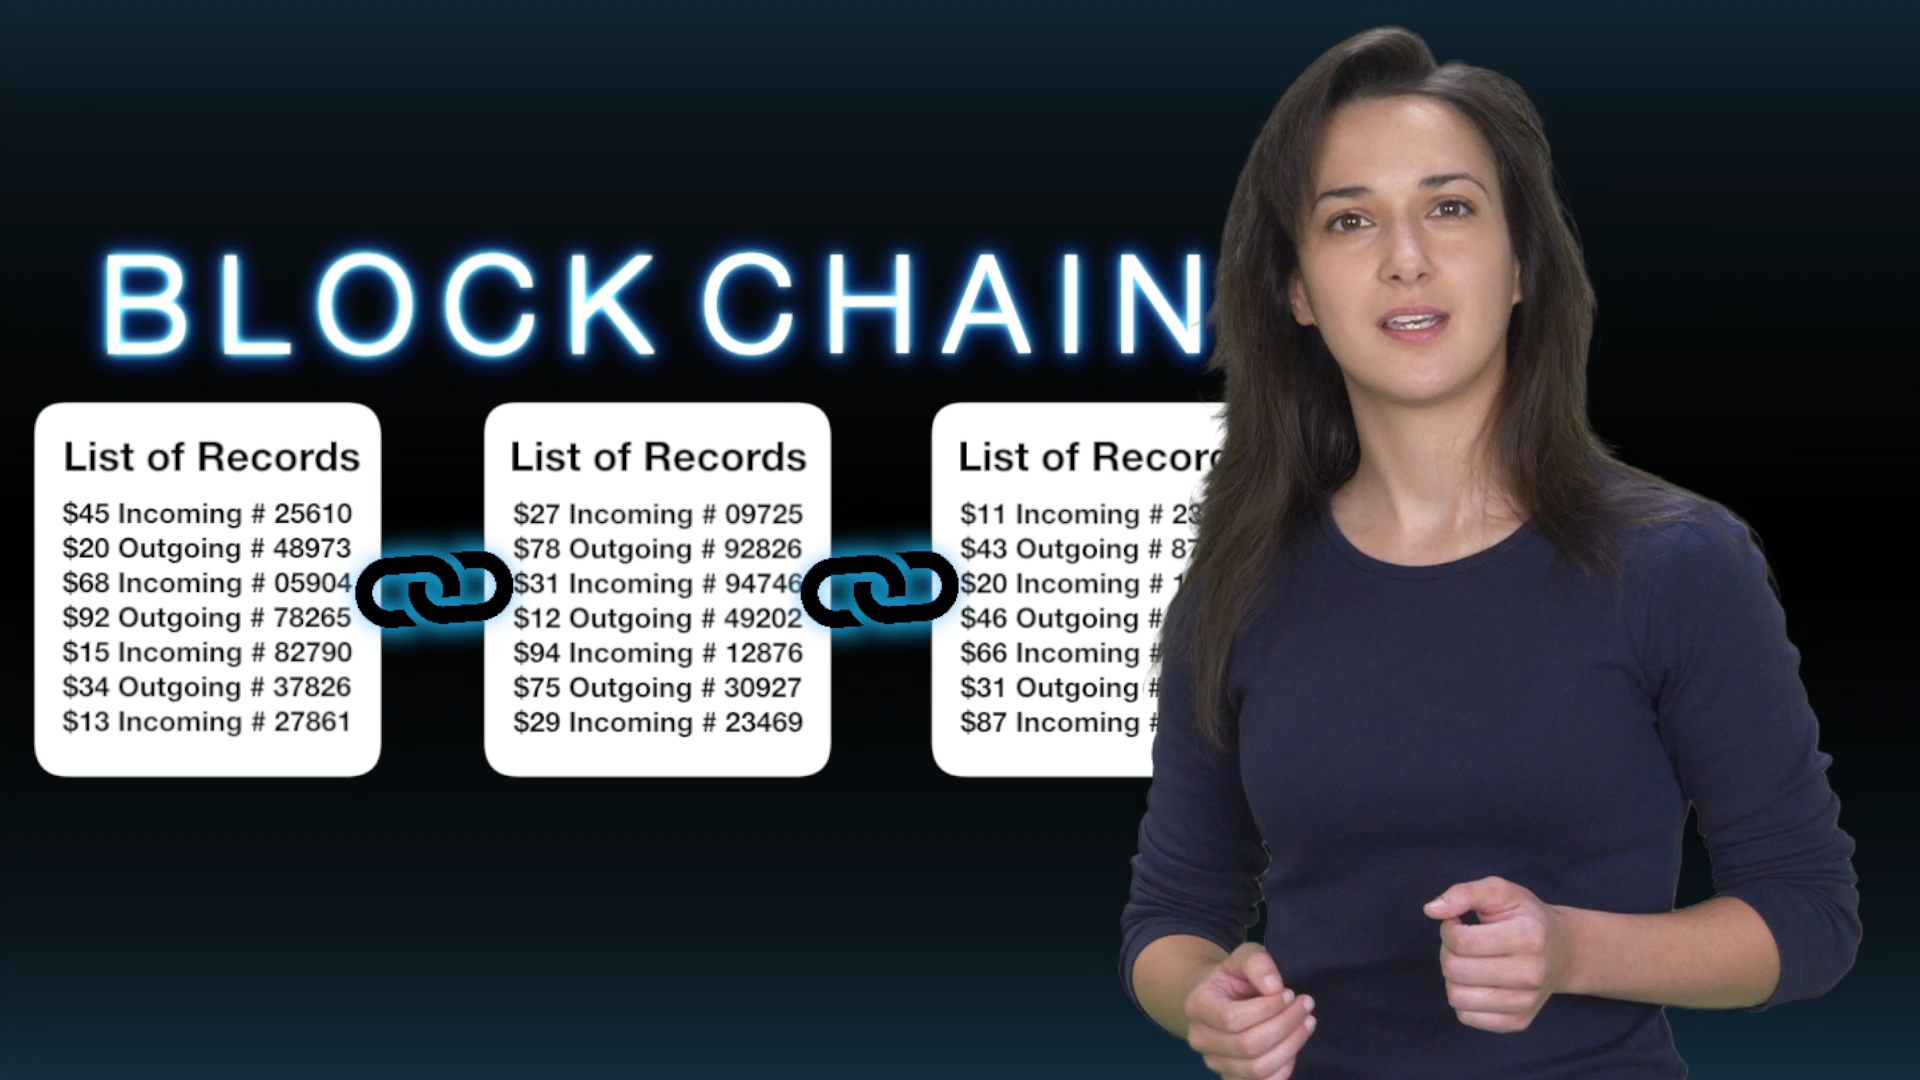 BLOCK CHAIN
List of Records
$45 Incoming # 25610
$20 Outgoing # 48973
$68 Incoming # 05904
$92 Outgoing # 78265
$15 Incoming # 82790
$34 Outgoing # 37826
$13 Incoming # 27861
List of Records
$27 Incoming # 09725
$78 Outgoing # 92826
$31 Incoming # 94746
$12 Outgoing # 49202
$94 Incoming # 12876
$75 Outgoing # 30927
$29 Incoming # 23469
List of
$11 Incoming #
$43 Outgoing #
$20 Incoming #
$46 Outgoing #
$66 Incoming #
$31 Outgoing #
$87 Incoming #